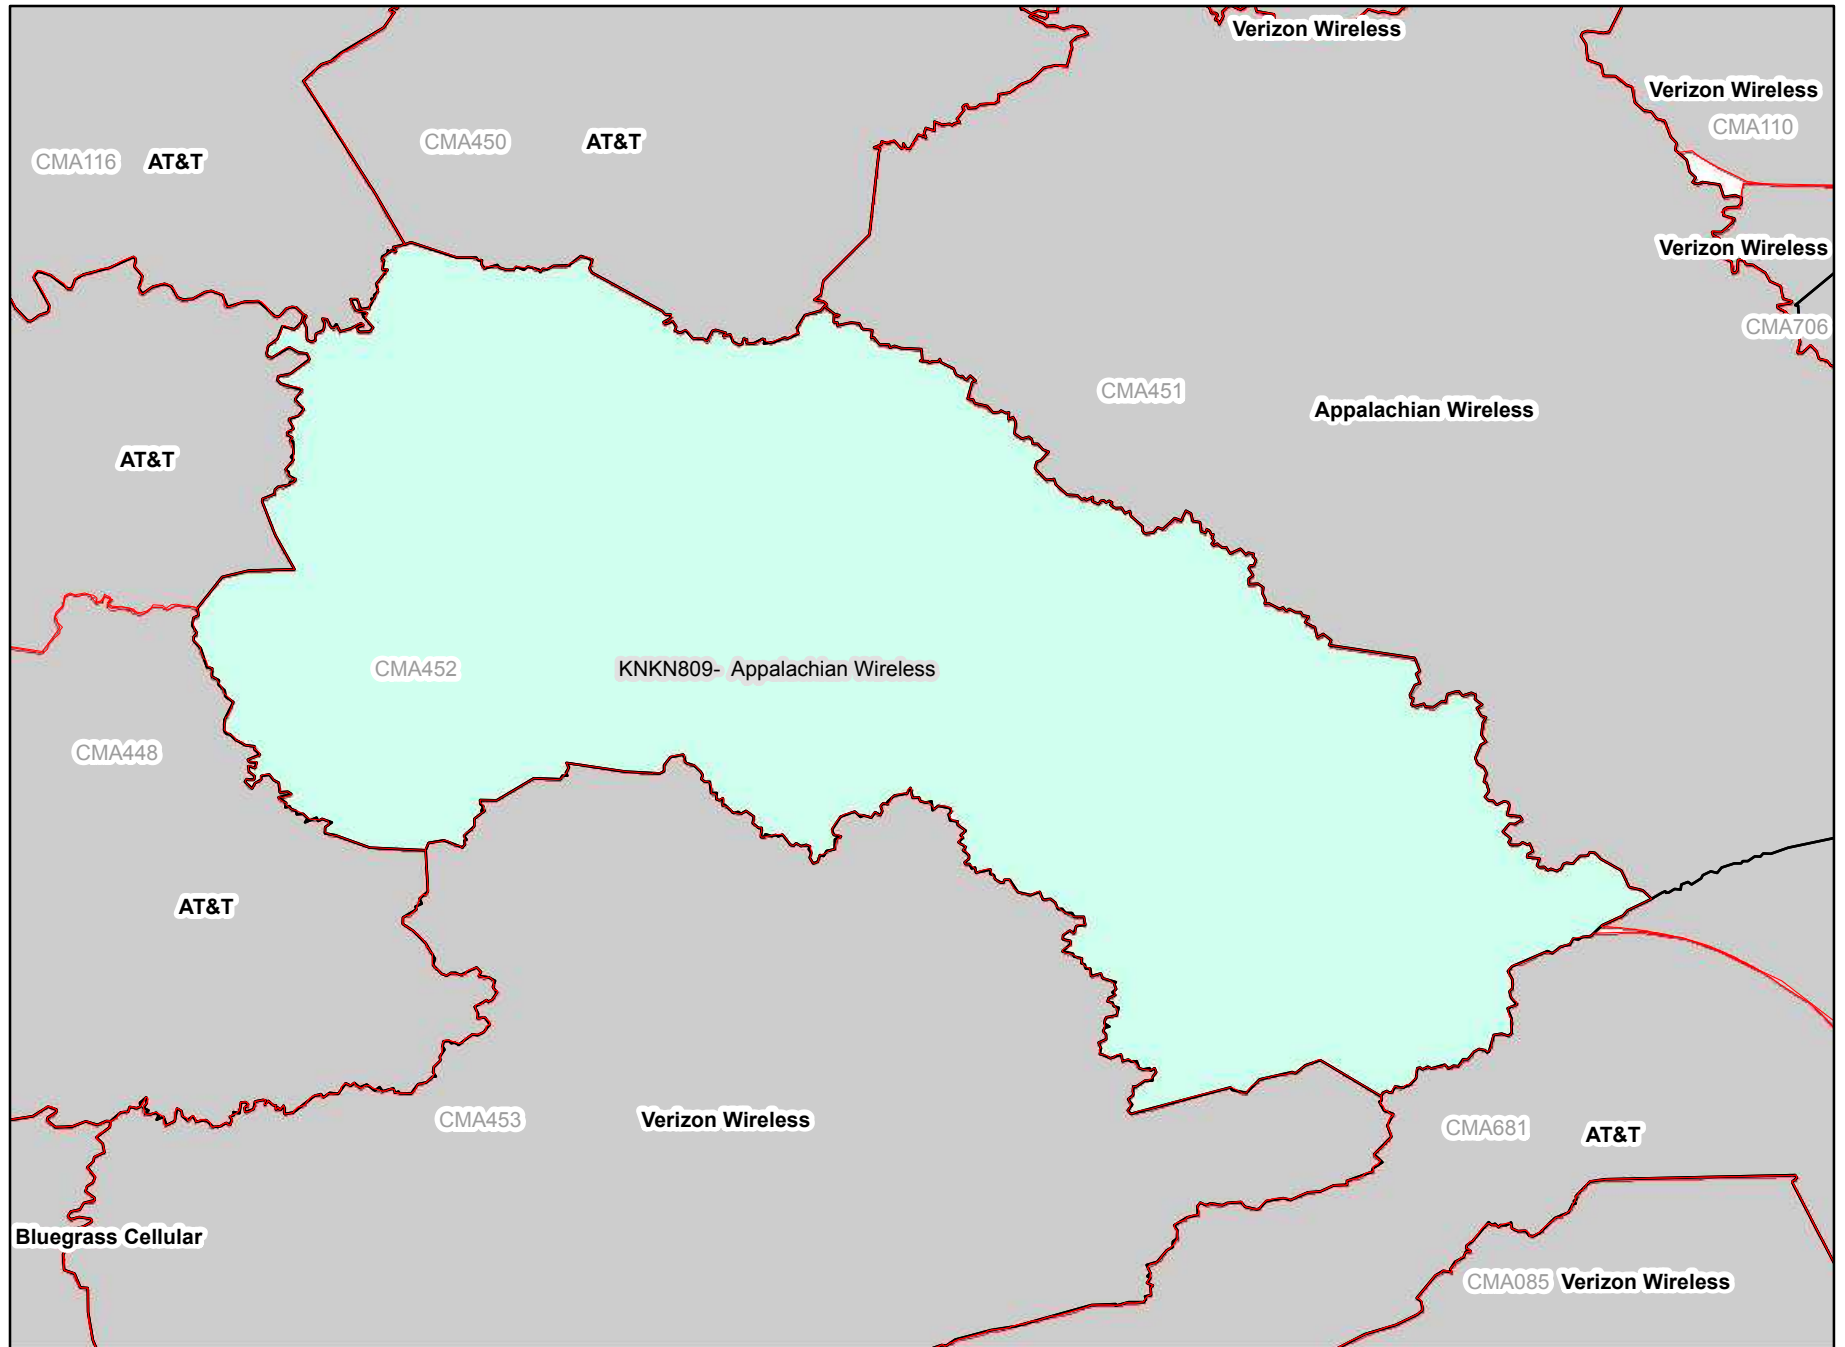 Verizon Wireless
Verizon Wireless
CMA110
CMA450 AT&T
CMA116 AT&T
Verizon Wireless
CMA706
CMA451
Appalachian Wireless
AT&T
CMA452 KNKN809- Appalachian Wireless
CMA448
AT&T
CMA453 Verizon Wireless
CMA681 AT&T
Bluegrass Cellular
CMA085 Verizon Wireless